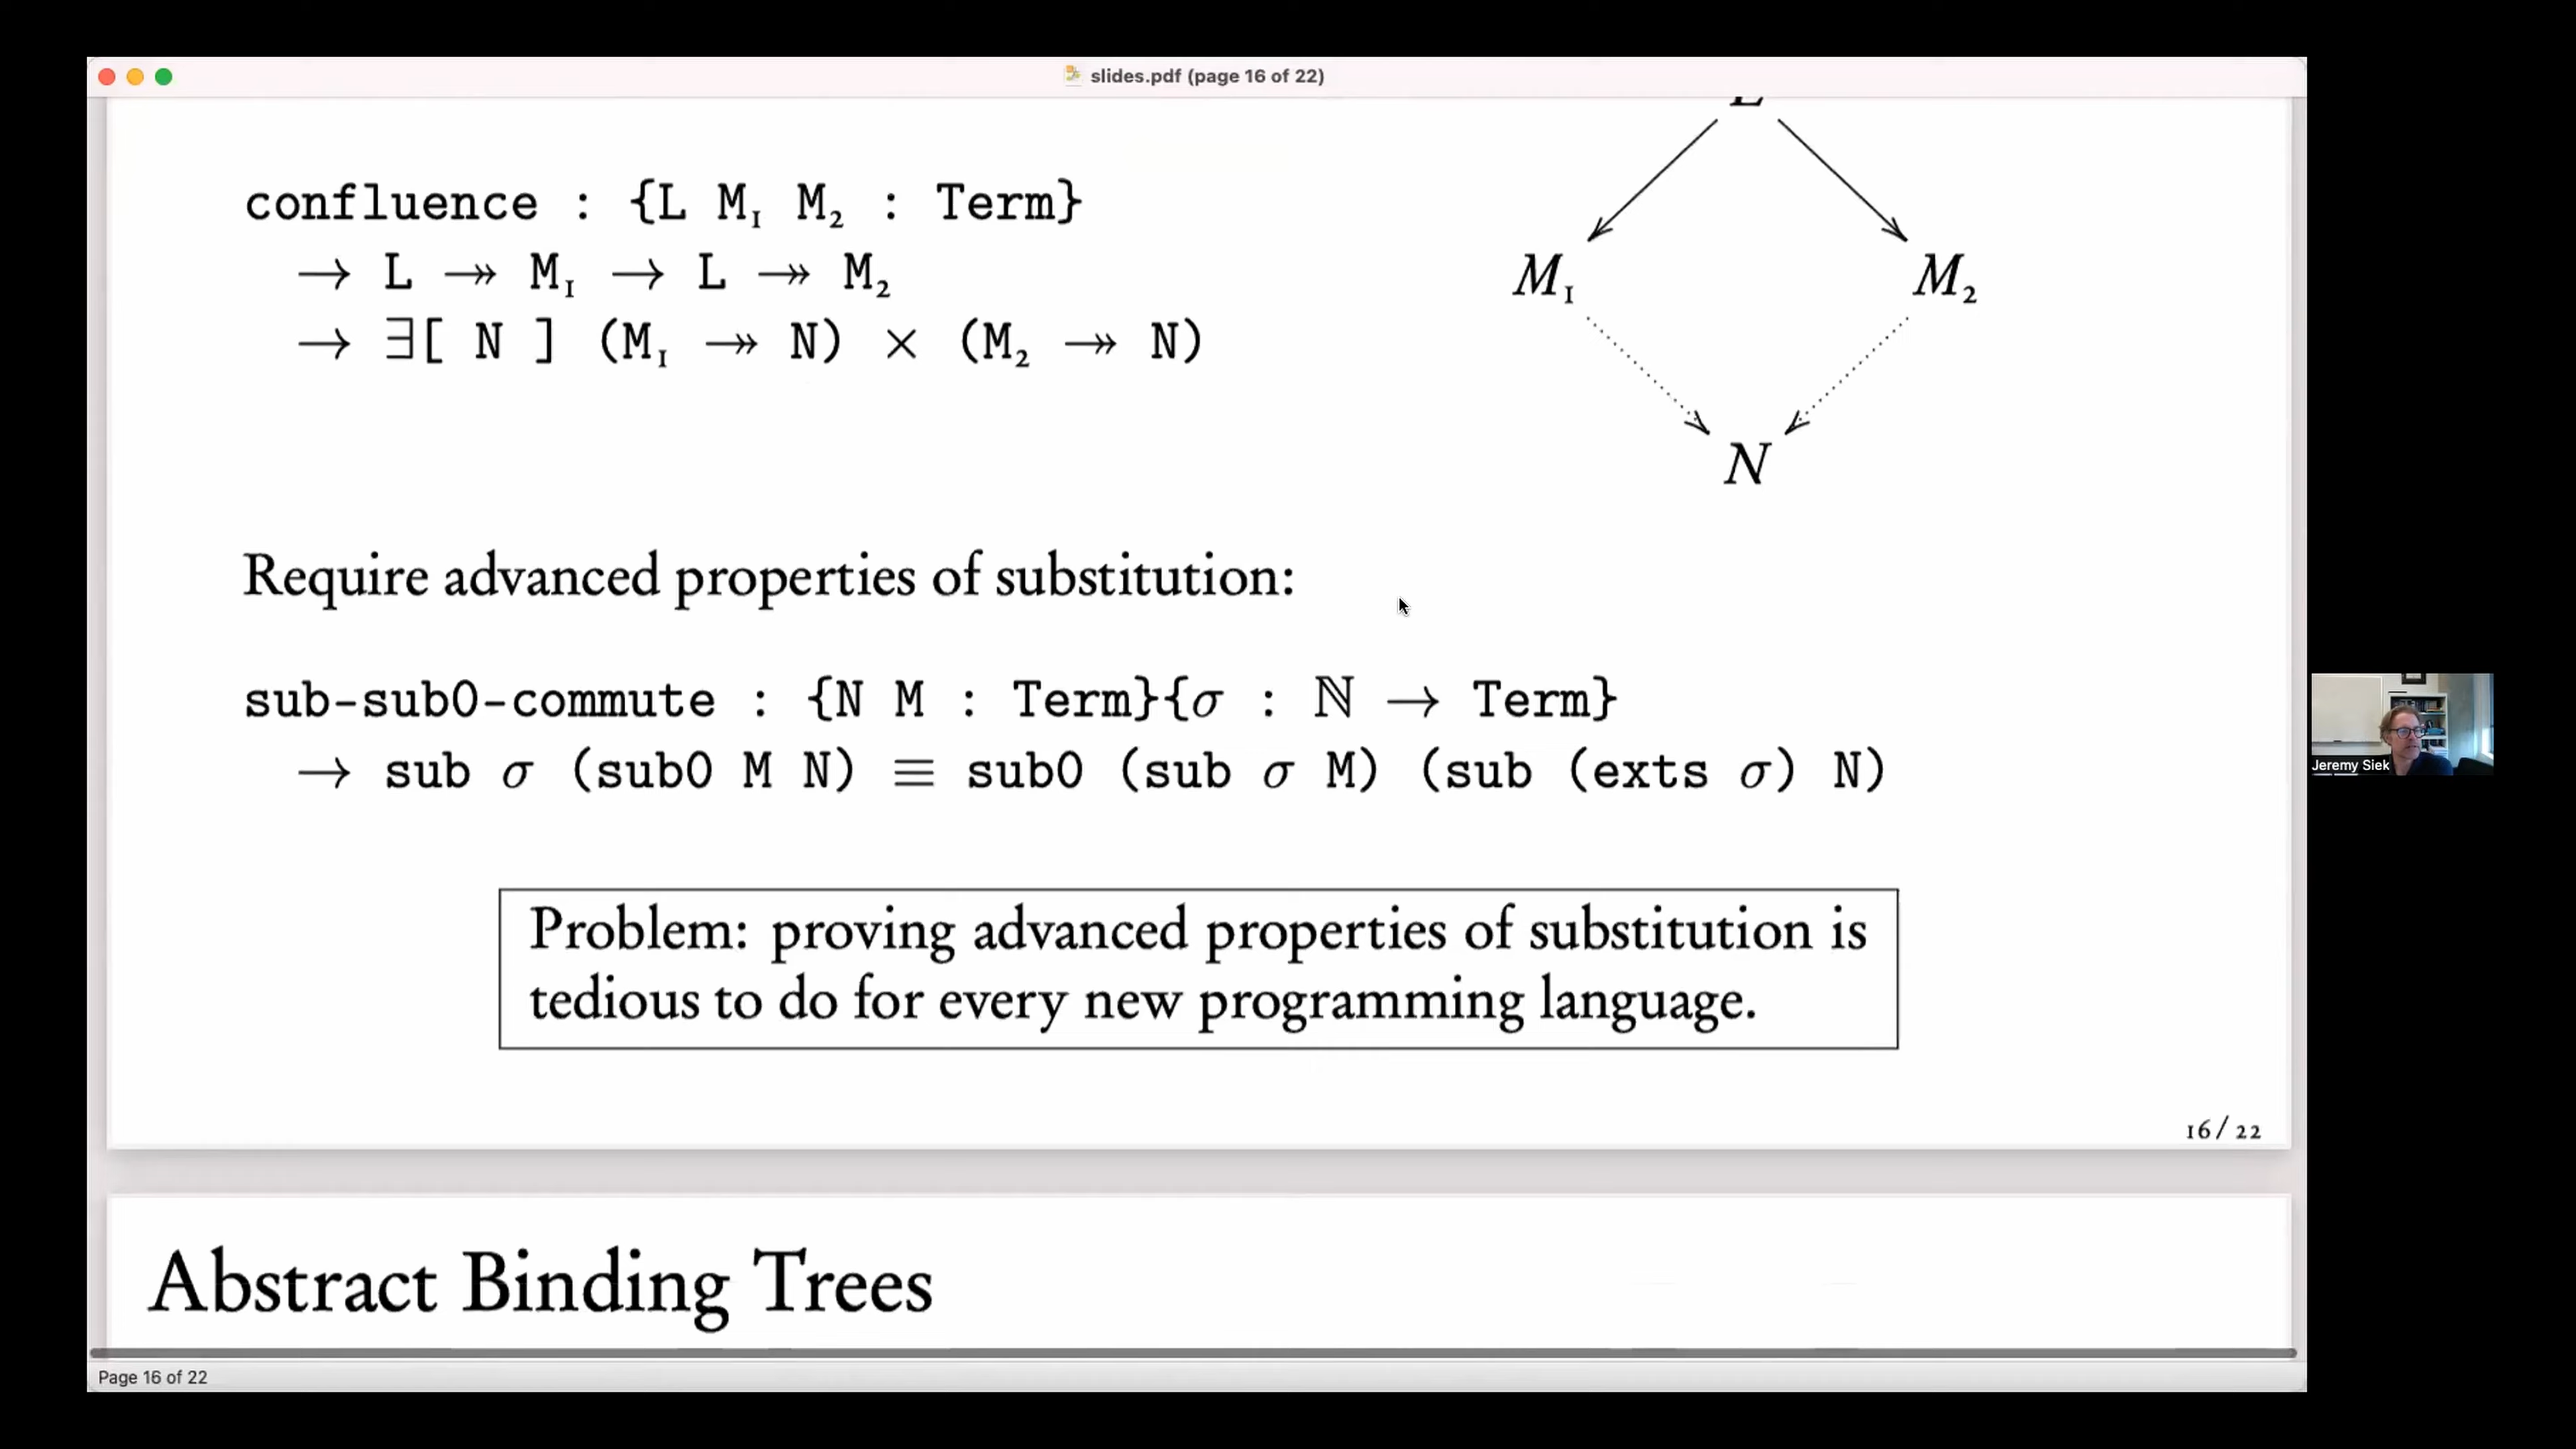 slides.pdf (page 16 of 22)
L
confluence : {L M₁ M₂ : Term}
→ L ↠ M₁ → L ↠ M₂
→ ∃[ N ] (M₁ ↠ N) × (M₂ ↠ N)
M₁ M₂
N
Require advanced properties of substitution:
sub-sub0-commute : {N M : Term}{σ : ℕ → Term}
→ sub σ (sub0 M N) ≡ sub0 (sub σ M) (sub (exts σ) N)
Problem: proving advanced properties of substitution is
tedious to do for every new programming language.
16/22
Abstract Binding Trees
Page 16 of 22
Jeremy Siek